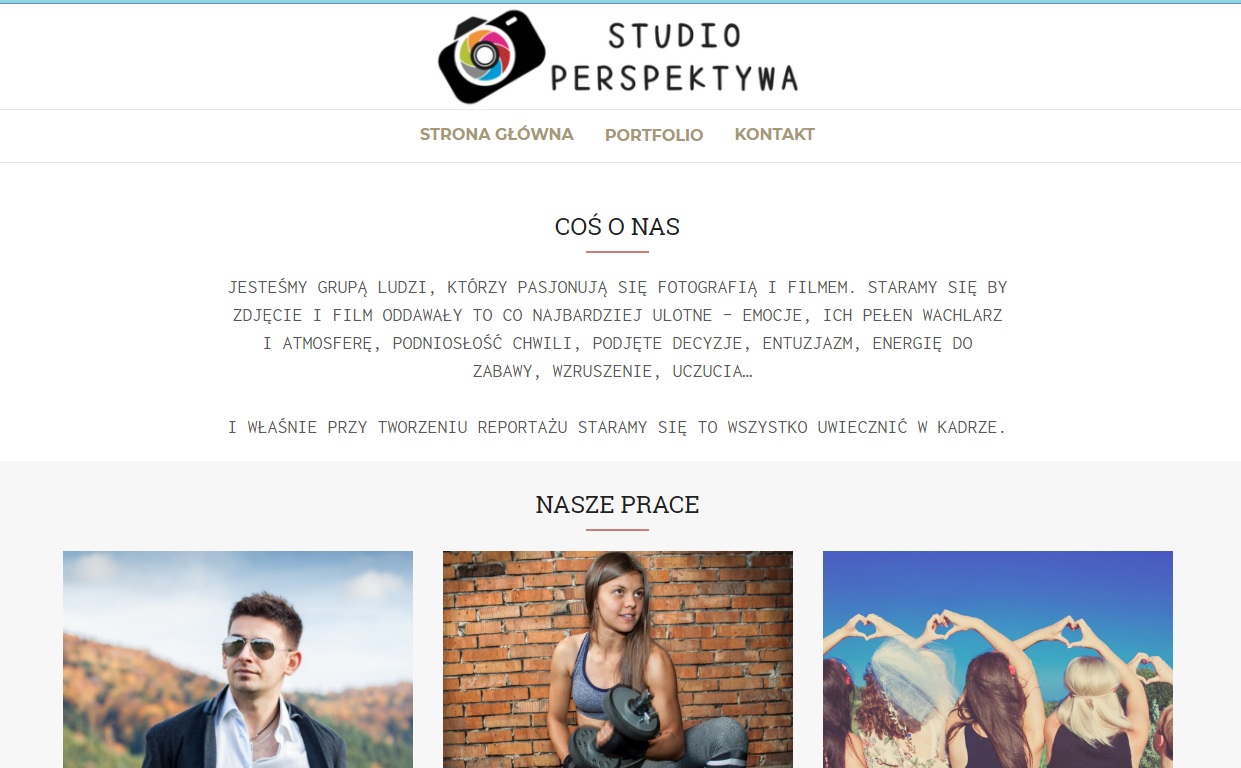 STUDIO
PERSPEKTYWA
STRONA GŁÓWNA PORTFOLIO KONTAKT
COŚ O NAS
JESTEŚMY GRUPĄ LUDZI, KTÓRZY PASJONUJĄ SIĘ FOTOGRAFIĄ I FILMEM. STARAMY SIĘ BY
ZDJĘCIE I FILM ODDAWAŁY TO CO NAJBARDZIEJ ULOTNE – EMOCJE, ICH PEŁEN WACHLARZ
I ATMOSFERĘ, PODNIOSŁOŚĆ CHWILI, PODJĘTE DECYZJE, ENTUZJAZM, ENERGIĘ DO
ZABAWY, WZRUSZENIE, UCZUCIA…
I WŁAŚNIE PRZY TWORZENIU REPORTAŻU STARAMY SIĘ TO WSZYSTKO UWIECZNIĆ W KADRZE.
NASZE PRACE